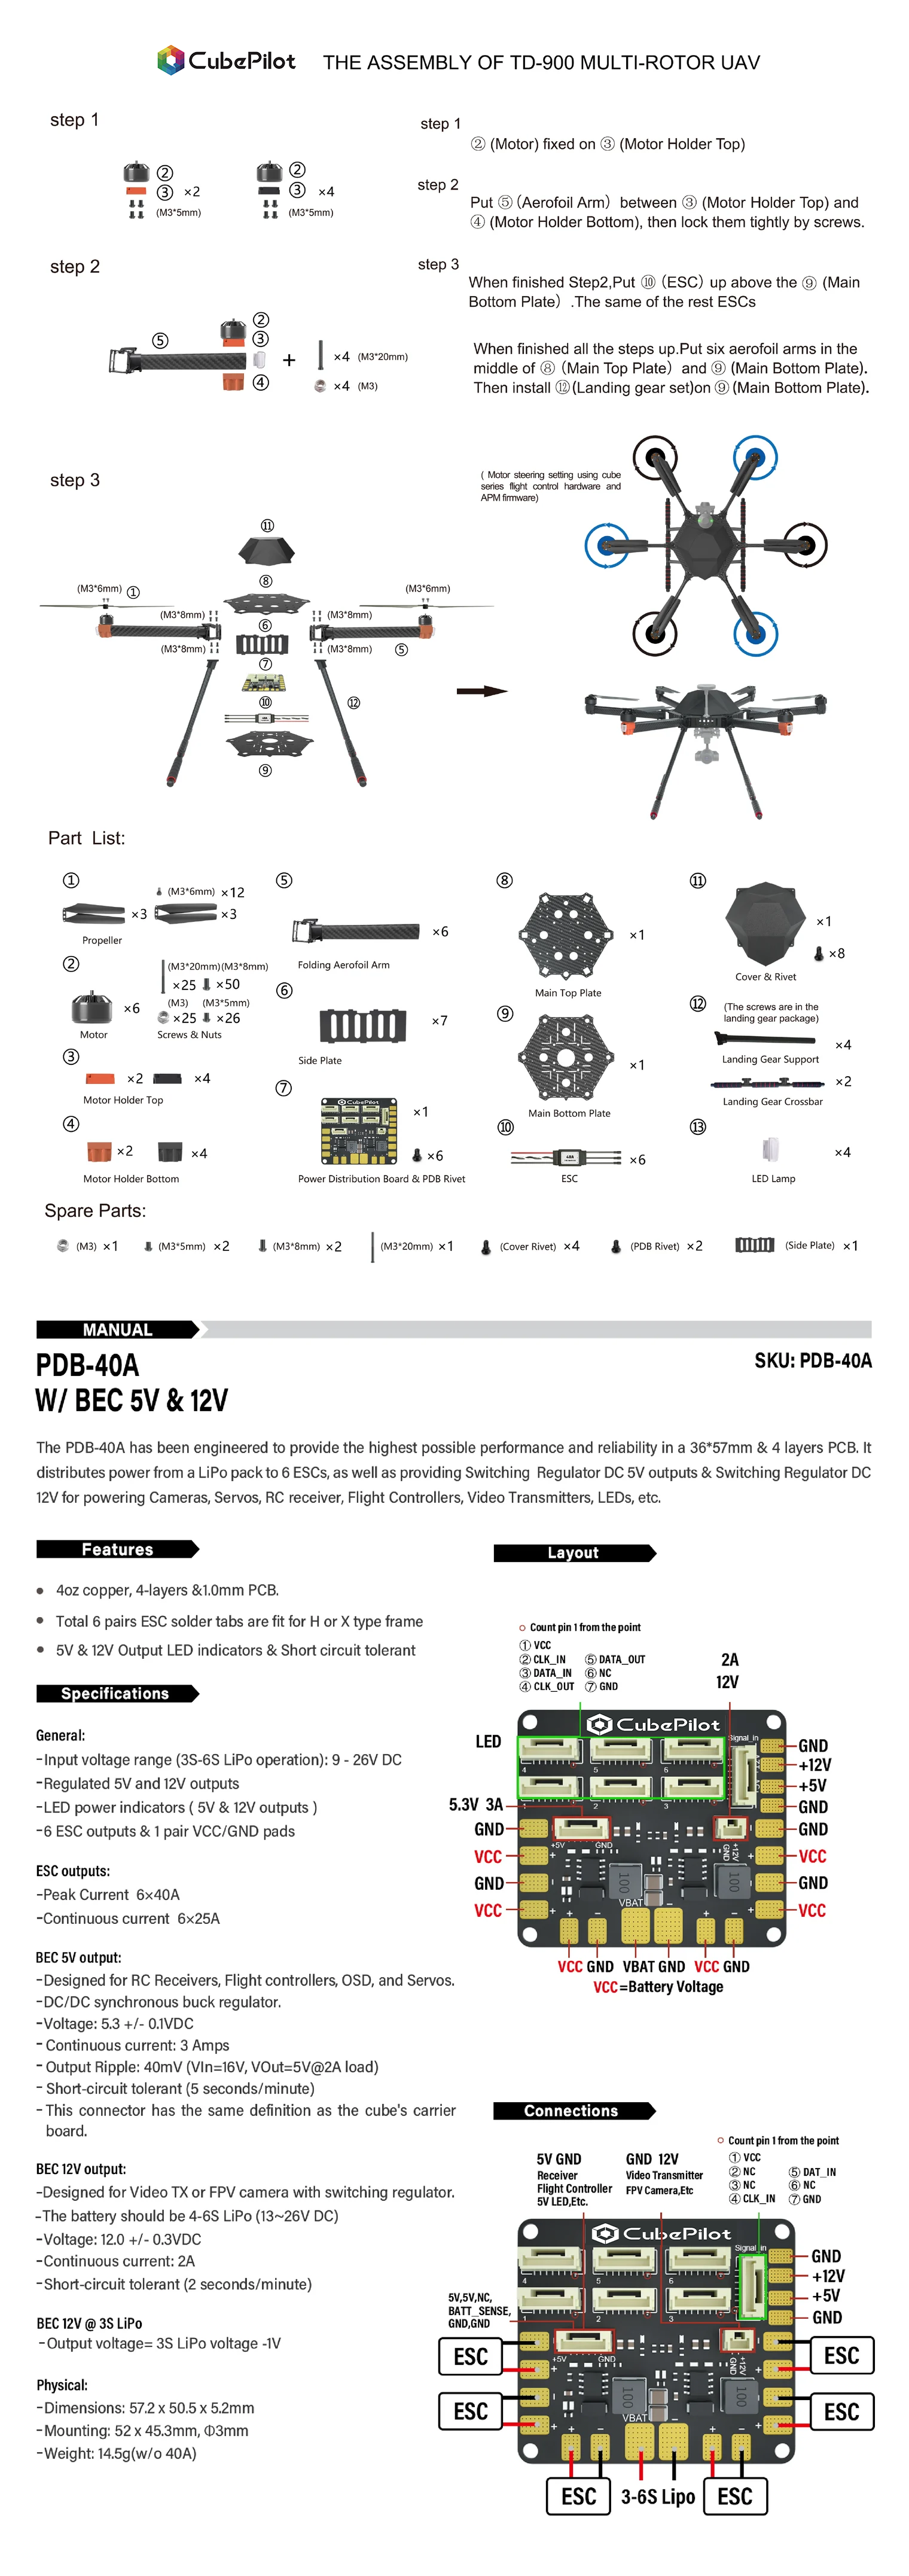 CubePilot THE ASSEMBLY OF TD-900 MULTI-ROTOR UAV
step 1
②
③ ×2
(M3*5mm)
②
③ ×4
(M3*5mm)
step 1
② (Motor) fixed on ③ (Motor Holder Top)
step 2
Put ⑤ (Aerofoil Arm) between ③ (Motor Holder Top) and
④ (Motor Holder Bottom), then lock them tightly by screws.
step 2
⑤
②
③
④
+
×4 (M3*20mm)
×4 (M3)
step 3
When finished Step2,Put ⑩ (ESC) up above the ⑨ (Main
Bottom Plate) .The same of the rest ESCs
When finished all the steps up.Put six aerofoil arms in the
middle of ⑧ (Main Top Plate) and ⑨ (Main Bottom Plate).
Then install ⑫(Landing gear set)on ⑨ (Main Bottom Plate).
step 3
( Motor steering setting using cube
series flight control hardware and
APM firmware)
⑪
⑧
(M3*6mm) ①
(M3*6mm)
(M3*8mm)
(M3*8mm)
⑥
(M3*8mm)
(M3*8mm)
⑤
⑦
⑩
⑫
⑨
Part List:
①
(M3*6mm) ×12
×3
×3
Propeller
②
×6
Motor
(M3*20mm)(M3*8mm)
×25 ×50
(M3) (M3*5mm)
×25 ×26
Screws & Nuts
③
×2 ×4
Motor Holder Top
④
×2 ×4
Motor Holder Bottom
⑤
×6
Folding Aerofoil Arm
⑥
×7
Side Plate
⑦
CubePilot
×1
×6
Power Distribution Board & PDB Rivet
⑧
×1
Main Top Plate
⑨
×1
Main Bottom Plate
⑩
×6
ESC
⑪
×1
×8
Cover & Rivet
⑫
(The screws are in the
landing gear package)
×4
Landing Gear Support
×2
Landing Gear Crossbar
⑬
×4
LED Lamp
Spare Parts:
(M3) ×1 (M3*5mm) ×2 (M3*8mm) ×2 (M3*20mm) ×1 (Cover Rivet) ×4 (PDB Rivet) ×2 (Side Plate) ×1
MANUAL
PDB-40A
SKU: PDB-40A
W/ BEC 5V & 12V
The PDB-40A has been engineered to provide the highest possible performance and reliability in a 36*57mm & 4 layers PCB. It
distributes power from a LiPo pack to 6 ESCs, as well as providing Switching Regulator DC 5V outputs & Switching Regulator DC
12V for powering Cameras, Servos, RC receiver, Flight Controllers, Video Transmitters, LEDs, etc.
Features
• 4oz copper, 4-layers &1.0mm PCB.
• Total 6 pairs ESC solder tabs are fit for H or X type frame
• 5V & 12V Output LED indicators & Short circuit tolerant
Specifications
General:
-Input voltage range (3S-6S LiPo operation): 9 - 26V DC
-Regulated 5V and 12V outputs
-LED power indicators ( 5V & 12V outputs )
-6 ESC outputs & 1 pair VCC/GND pads
ESC outputs:
-Peak Current 6×40A
-Continuous current 6×25A
BEC 5V output:
-Designed for RC Receivers, Flight controllers, OSD, and Servos.
-DC/DC synchronous buck regulator.
-Voltage: 5.3 +/- 0.1VDC
- Continuous current: 3 Amps
- Output Ripple: 40mV (VIn=16V, VOut=5V@2A load)
- Short-circuit tolerant (5 seconds/minute)
- This connector has the same definition as the cube's carrier
board.
BEC 12V output:
-Designed for Video TX or FPV camera with switching regulator.
-The battery should be 4-6S LiPo (13~26V DC)
-Voltage: 12.0 +/- 0.3VDC
-Continuous current: 2A
-Short-circuit tolerant (2 seconds/minute)
BEC 12V @ 3S LiPo
-Output voltage= 3S LiPo voltage -1V
Physical:
-Dimensions: 57.2 x 50.5 x 5.2mm
-Mounting: 52 x 45.3mm, Φ3mm
-Weight: 14.5g(w/o 40A)
Layout
Count pin 1 from the point
① VCC
② CLK_IN ⑤ DATA_OUT
③ DATA_IN ⑥ NC
④ CLK_OUT ⑦ GND
2A
12V
CubePilot
LED
Signal_in
4 5 6
1 2 3
GND
+12V
+5V
GND
5.3V 3A
GND
VCC
GND
VCC
+5V GND
GND +12V
100
100
VBAT
GND
VCC
GND
VCC
VCC GND VBAT GND VCC GND
VCC=Battery Voltage
Connections
Count pin 1 from the point
① VCC
② NC ⑤ DAT_IN
③ NC ⑥ NC
④ CLK_IN ⑦ GND
5V GND
Receiver
Flight Controller
5V LED,Etc.
GND 12V
Video Transmitter
FPV Camera,Etc
CubePilot
Signal_in
4 5 6
1 2 3
GND
+12V
+5V
GND
5V,5V,NC,
BATT_SENSE,
GND,GND
+5V GND
GND +12V
100
100
VBAT
ESC
ESC
ESC
ESC
ESC 3-6S Lipo ESC